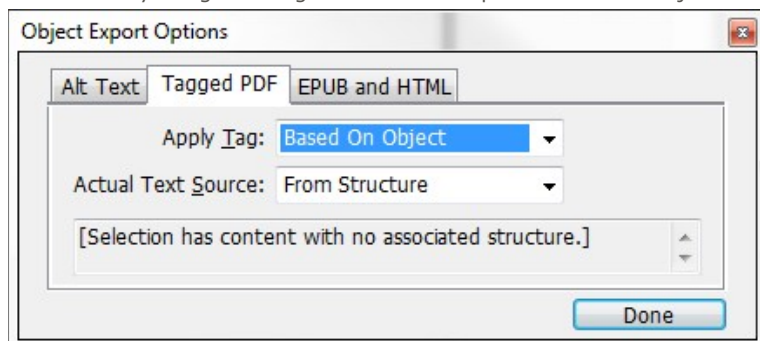 Object Export Options
Alt Text Tagged PDF EPUB and HTML
Apply Tag: Based On Object
Actual Text Source: From Structure
[Selection has content with no associated structure.]
Done